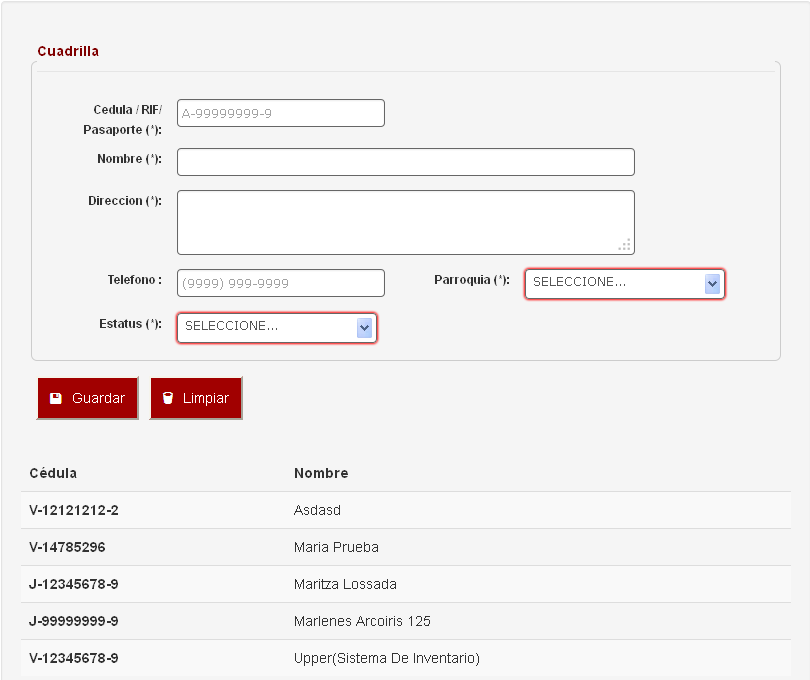 Cuadrilla
Cedula / RIF/
Pasaporte (*):
A-99999999-9
Nombre (*):
Direccion (*):
Telefono :
(9999) 999-9999
Parroquia (*):
SELECCIONE...
Estatus (*):
SELECCIONE...
Guardar
Limpiar
Cédula Nombre
V-12121212-2 Asdasd
V-14785296 Maria Prueba
J-12345678-9 Maritza Lossada
J-99999999-9 Marlenes Arcoiris 125
V-12345678-9 Upper(Sistema De Inventario)